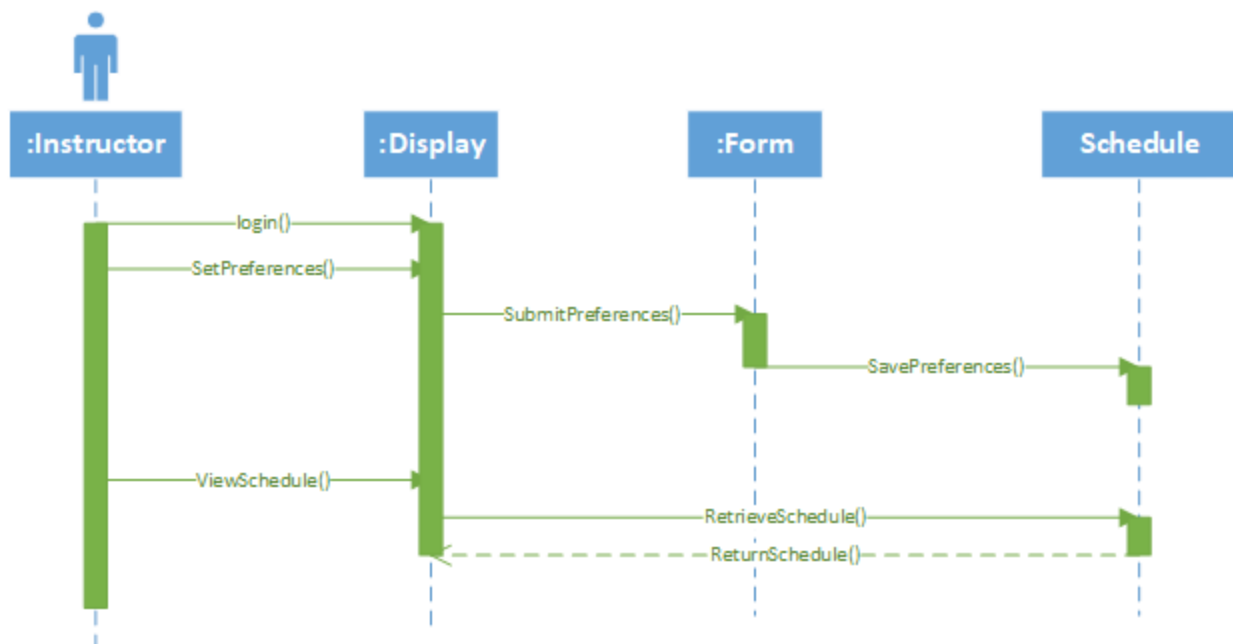 :Instructor
:Display
:Form
Schedule
login()
SetPreferences()
SubmitPreferences()
SavePreferences()
ViewSchedule()
RetrieveSchedule()
ReturnSchedule()